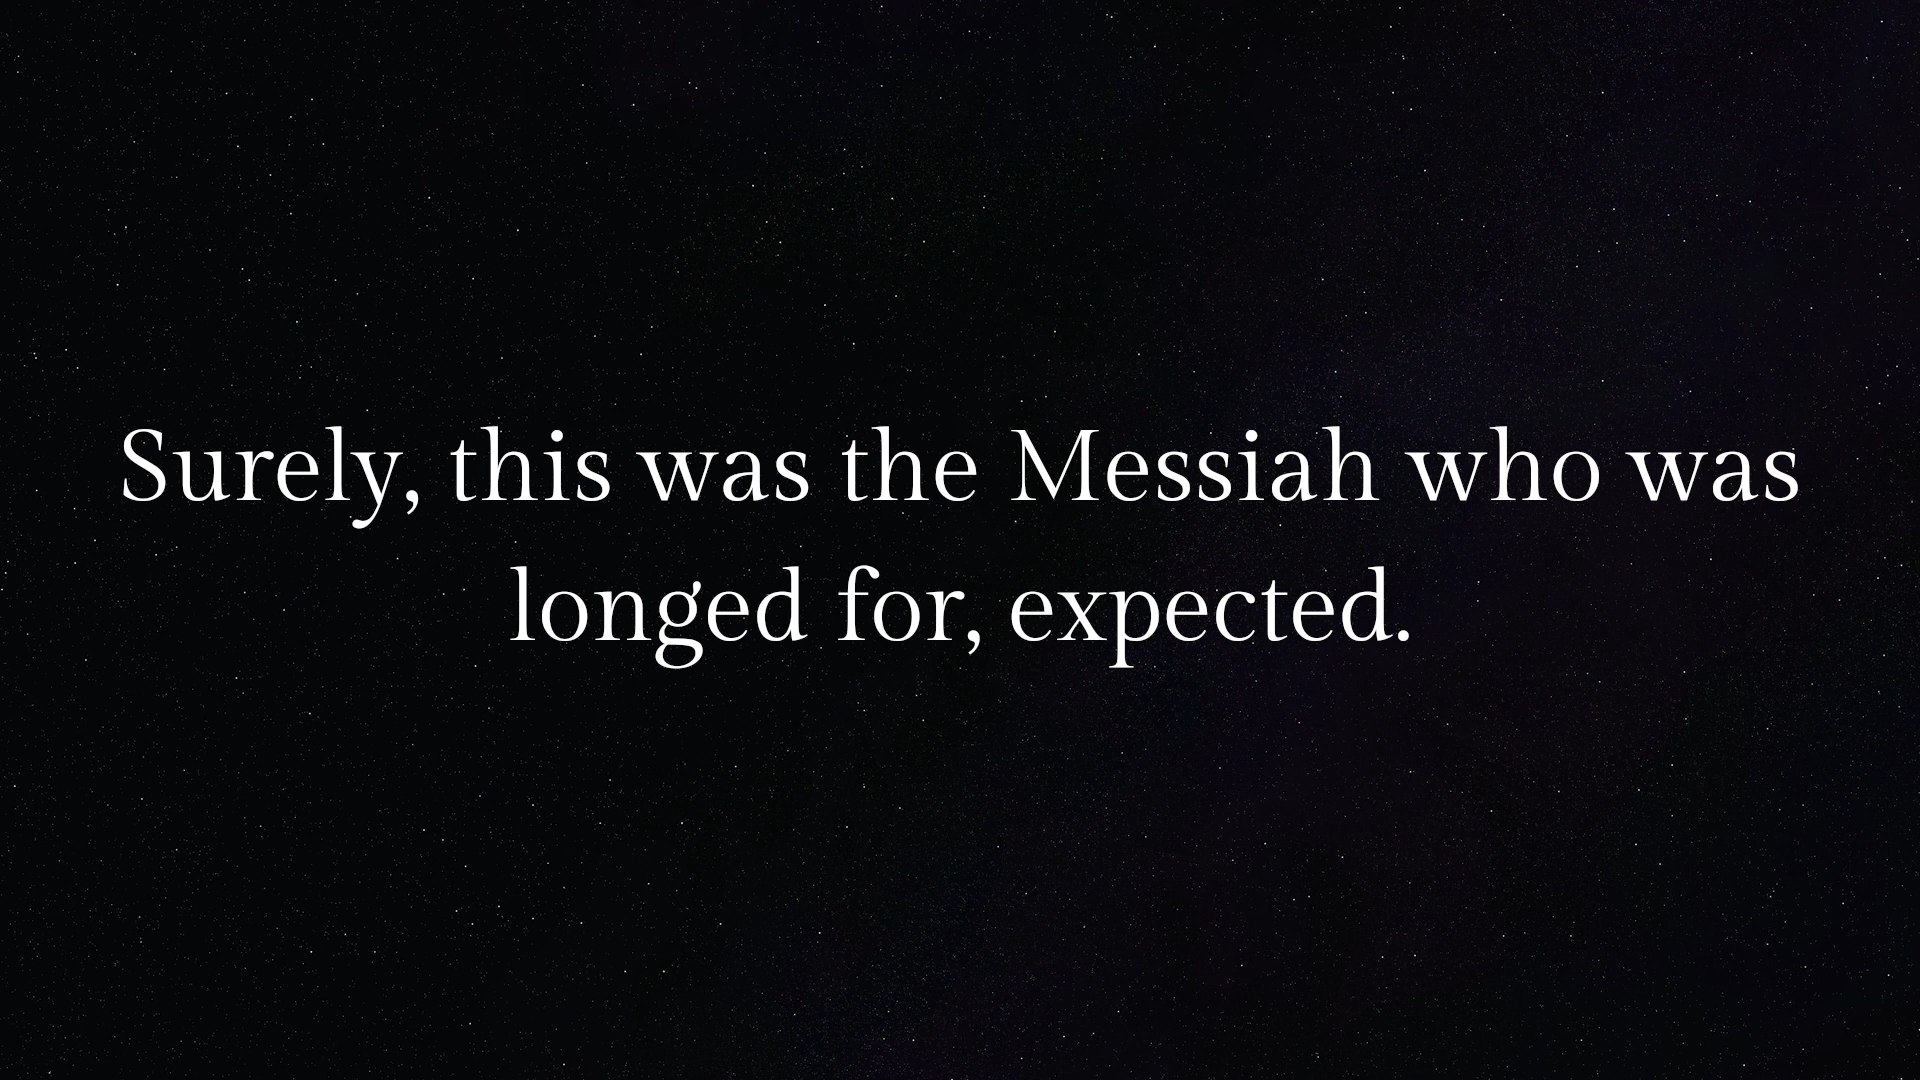 Surely, this was the Messiah who was
longed for, expected.